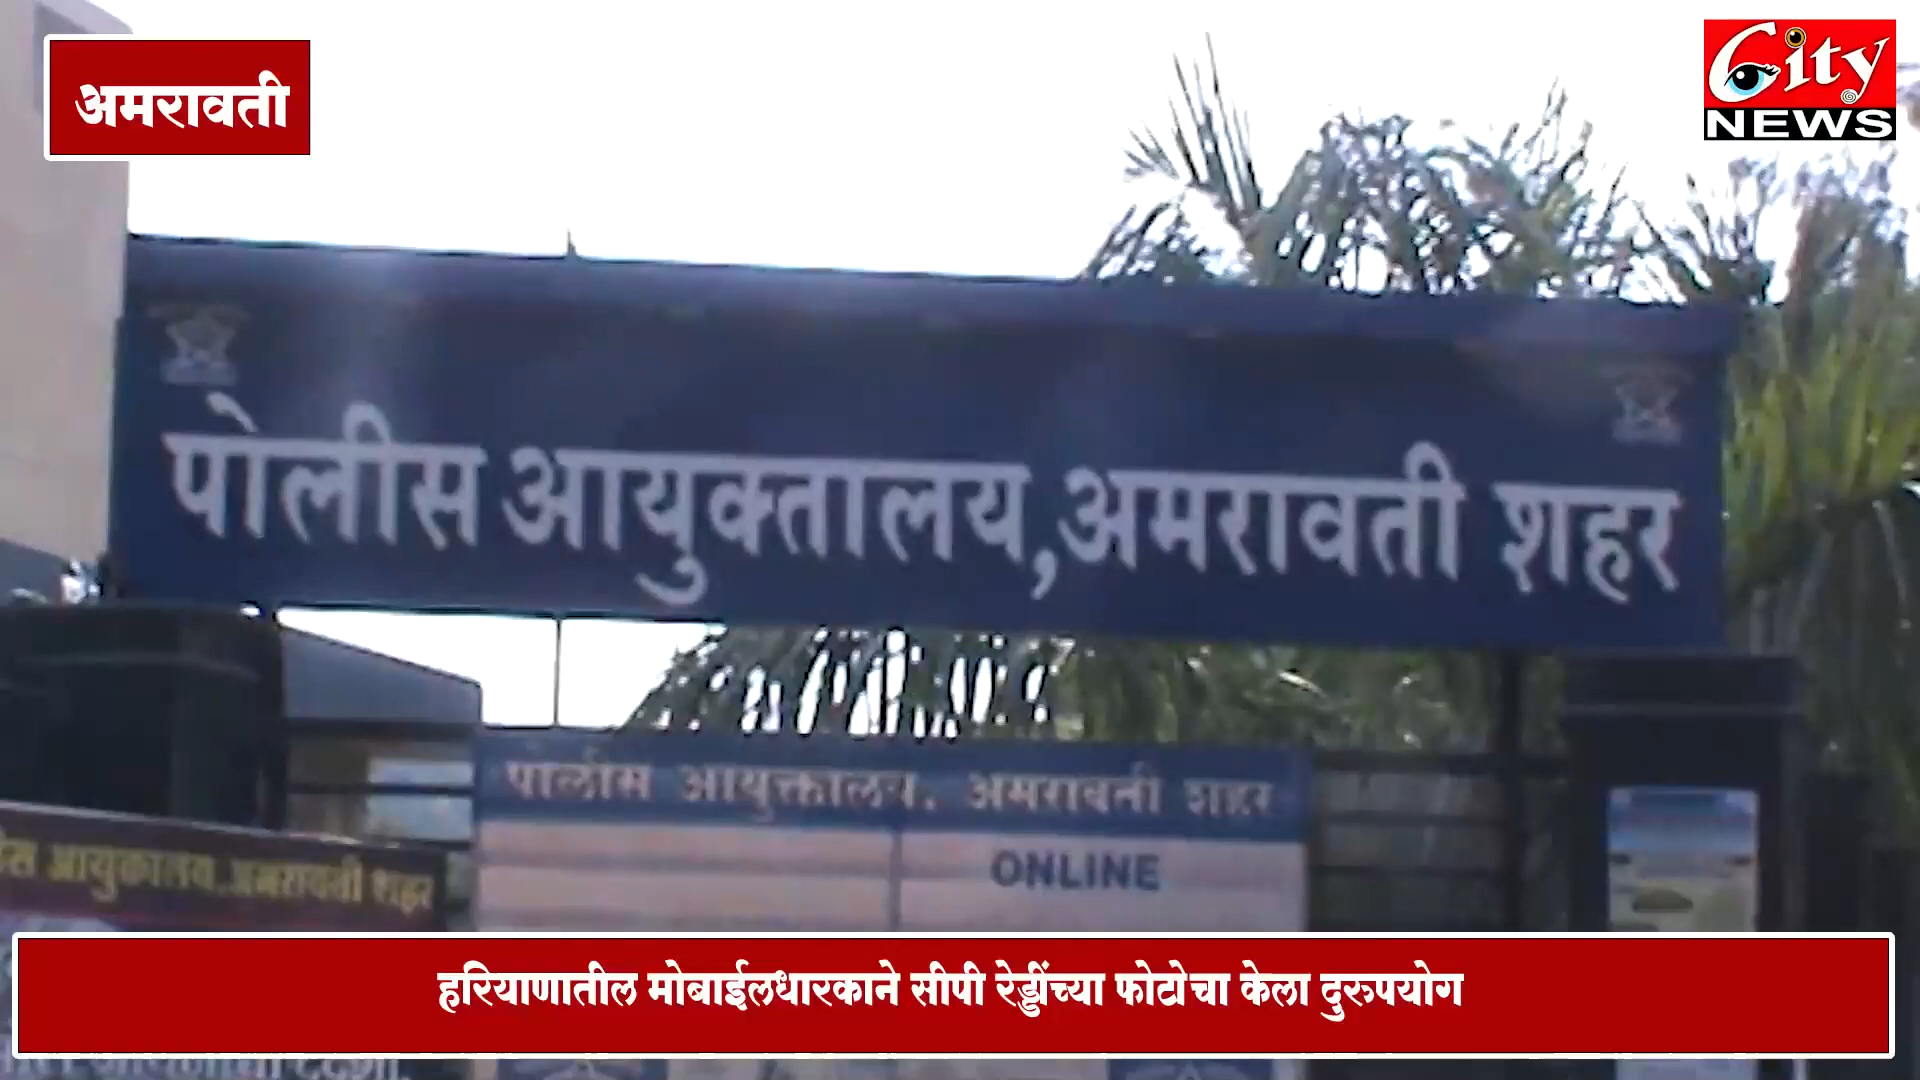 अमरावती
City
NEWS
पोलीस आयुक्तालय,अमरावती शहर
पोलीस आयुक्तालय. अमरावती शहर
ONLINE
आयुक्तालय.अमरावती शहर
हरियाणातील मोबाईलधारकाने सीपी रेड्डींच्या फोटोचा केला दुरुपयोग